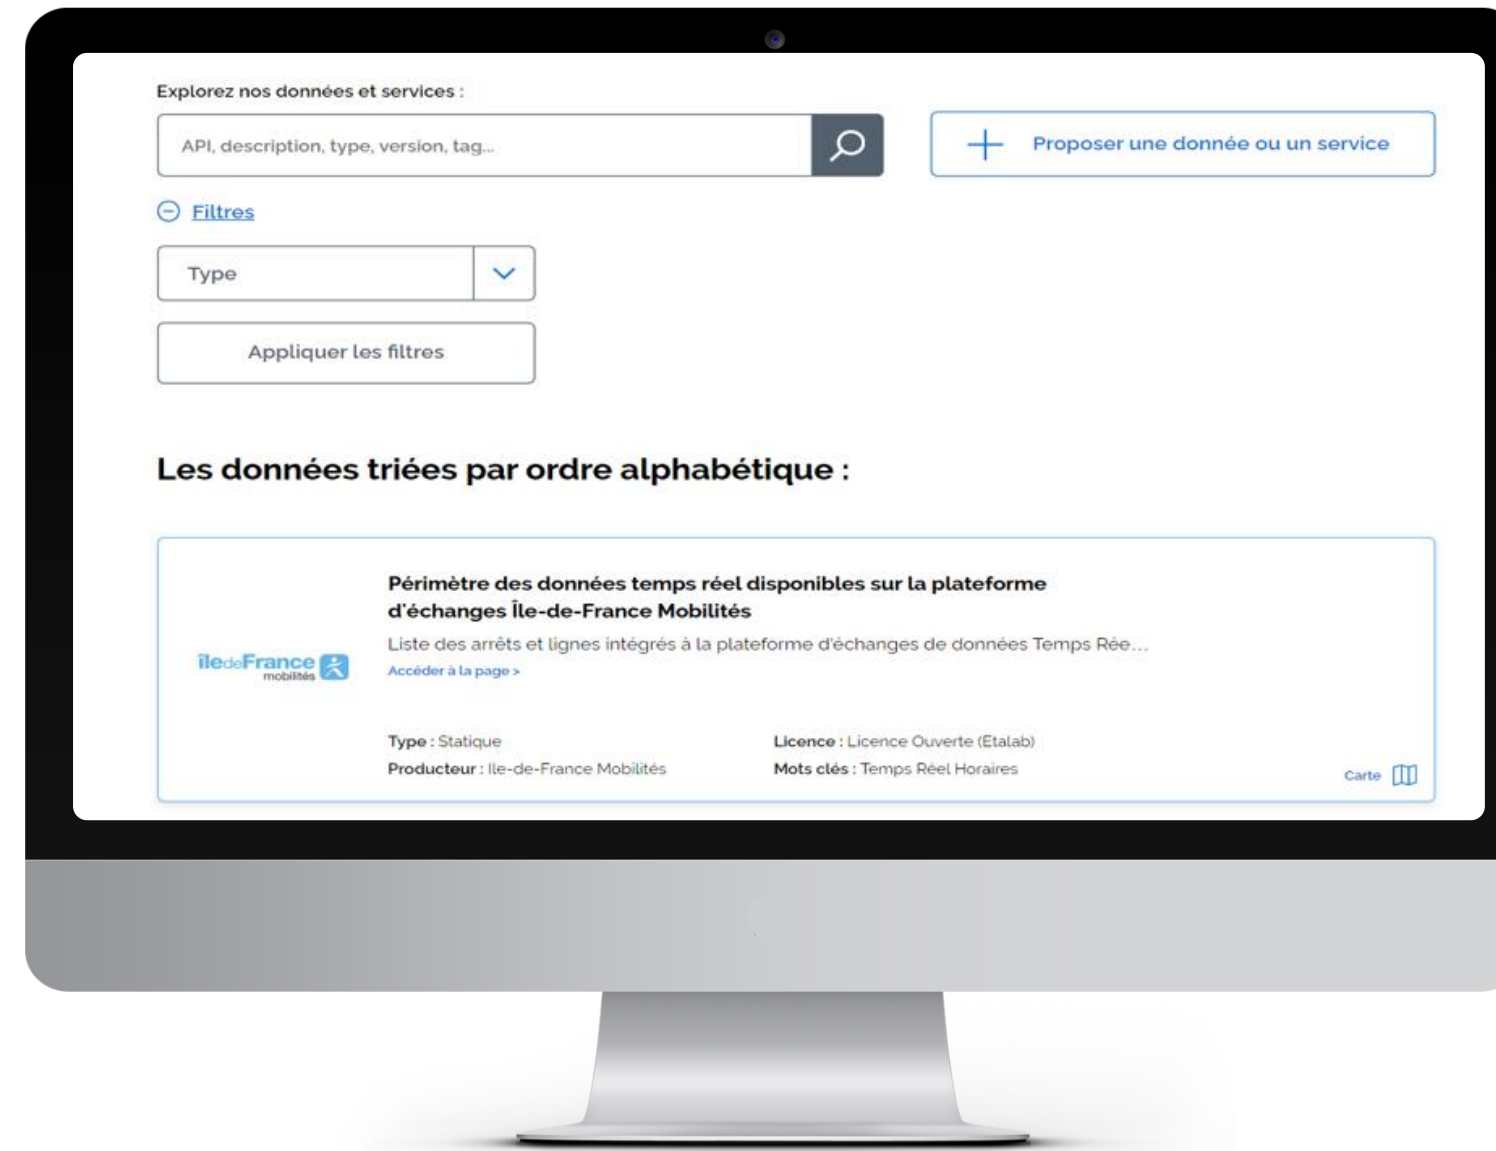 Explorez nos données et services :
API, description, type, version, tag...
Proposer une donnée ou un service
Filtres
Type
Appliquer les filtres
Les données triées par ordre alphabétique :
Périmètre des données temps réel disponibles sur la plateforme
d'échanges Île-de-France Mobilités
Liste des arrêts et lignes intégrés à la plateforme d'échanges de données Temps Rée...
Accéder à la page >
îledeFrance
mobilités
Type : Statique
Licence : Licence Ouverte (Etalab)
Producteur : Ile-de-France Mobilités
Mots clés : Temps Réel Horaires
Carte